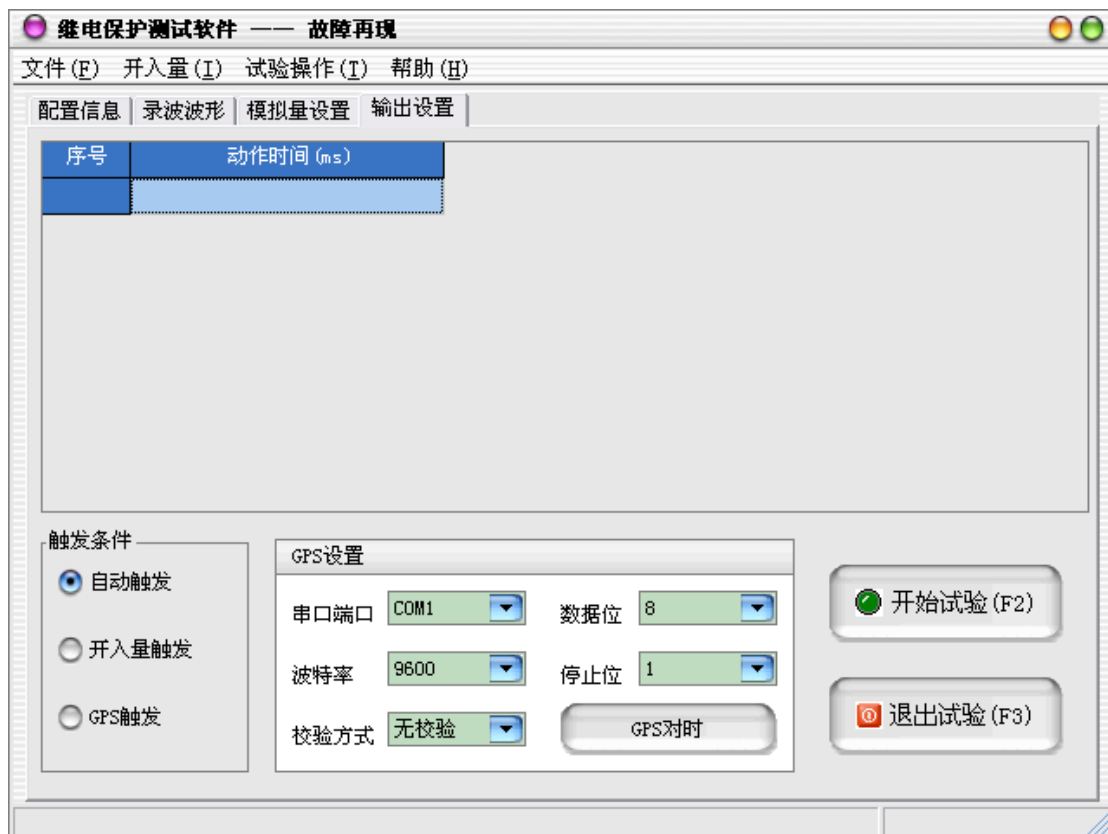 继电保护测试软件 —— 故障再现
文件(F) 开入量(I) 试验操作(T) 帮助(H)
配置信息 录波波形 模拟量设置 输出设置
序号 动作时间(ms)
触发条件
自动触发
开入量触发
GPS触发
GPS设置
串口端口 COM1 数据位 8
波特率 9600 停止位 1
校验方式 无校验 GPS对时
开始试验(F2)
退出试验(F3)